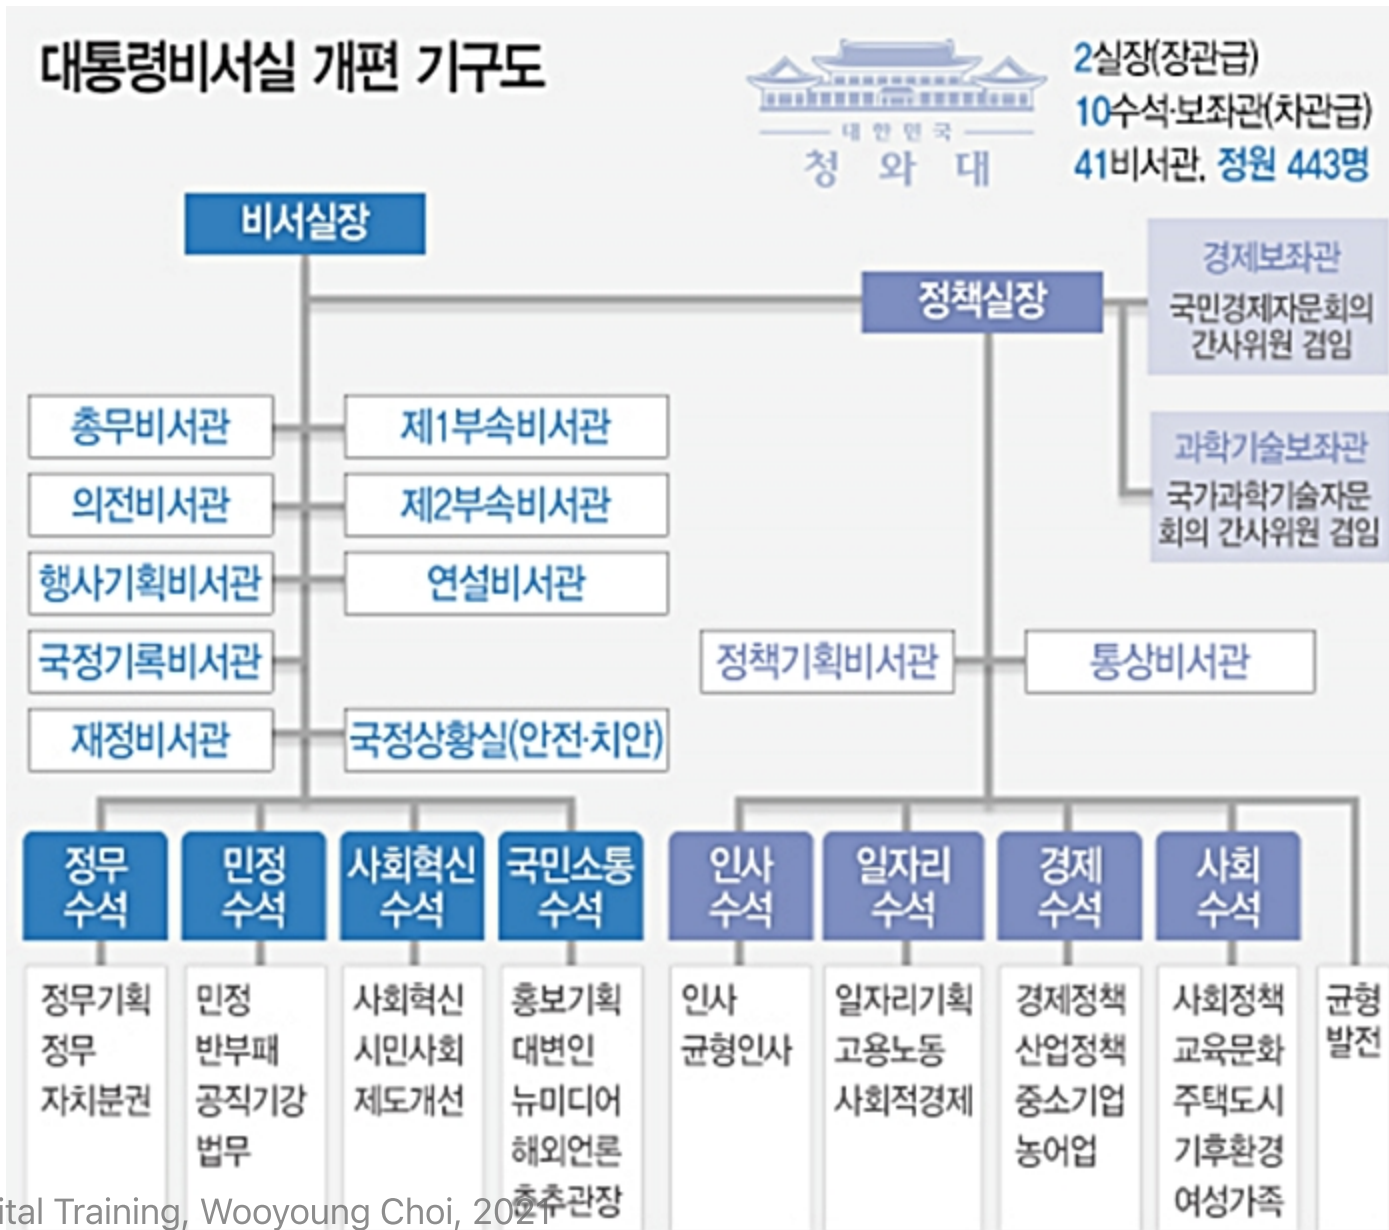 대통령비서실 개편 기구도
대한민국
청와대
2실장(장관급)
10수석·보좌관(차관급)
41비서관, 정원 443명
비서실장
정책실장
경제보좌관
국민경제자문회의
간사위원 겸임
과학기술보좌관
국가과학기술자문
회의 간사위원 겸임
총무비서관
제1부속비서관
의전비서관
제2부속비서관
행사기획비서관
연설비서관
국정기록비서관
재정비서관
국정상황실(안전·치안)
정책기획비서관
통상비서관
정무
수석
정무기획
정무
자치분권
민정
수석
민정
반부패
공직기강
법무
사회혁신
수석
사회혁신
시민사회
제도개선
국민소통
수석
홍보기획
대변인
뉴미디어
해외언론
춘추관장
인사
수석
인사
균형인사
일자리
수석
일자리기획
고용노동
사회적경제
경제
수석
경제정책
산업정책
중소기업
농어업
사회
수석
사회정책
교육문화
주택도시
기후환경
여성가족
균형
발전
ital Training, Wooyoung Choi, 2021